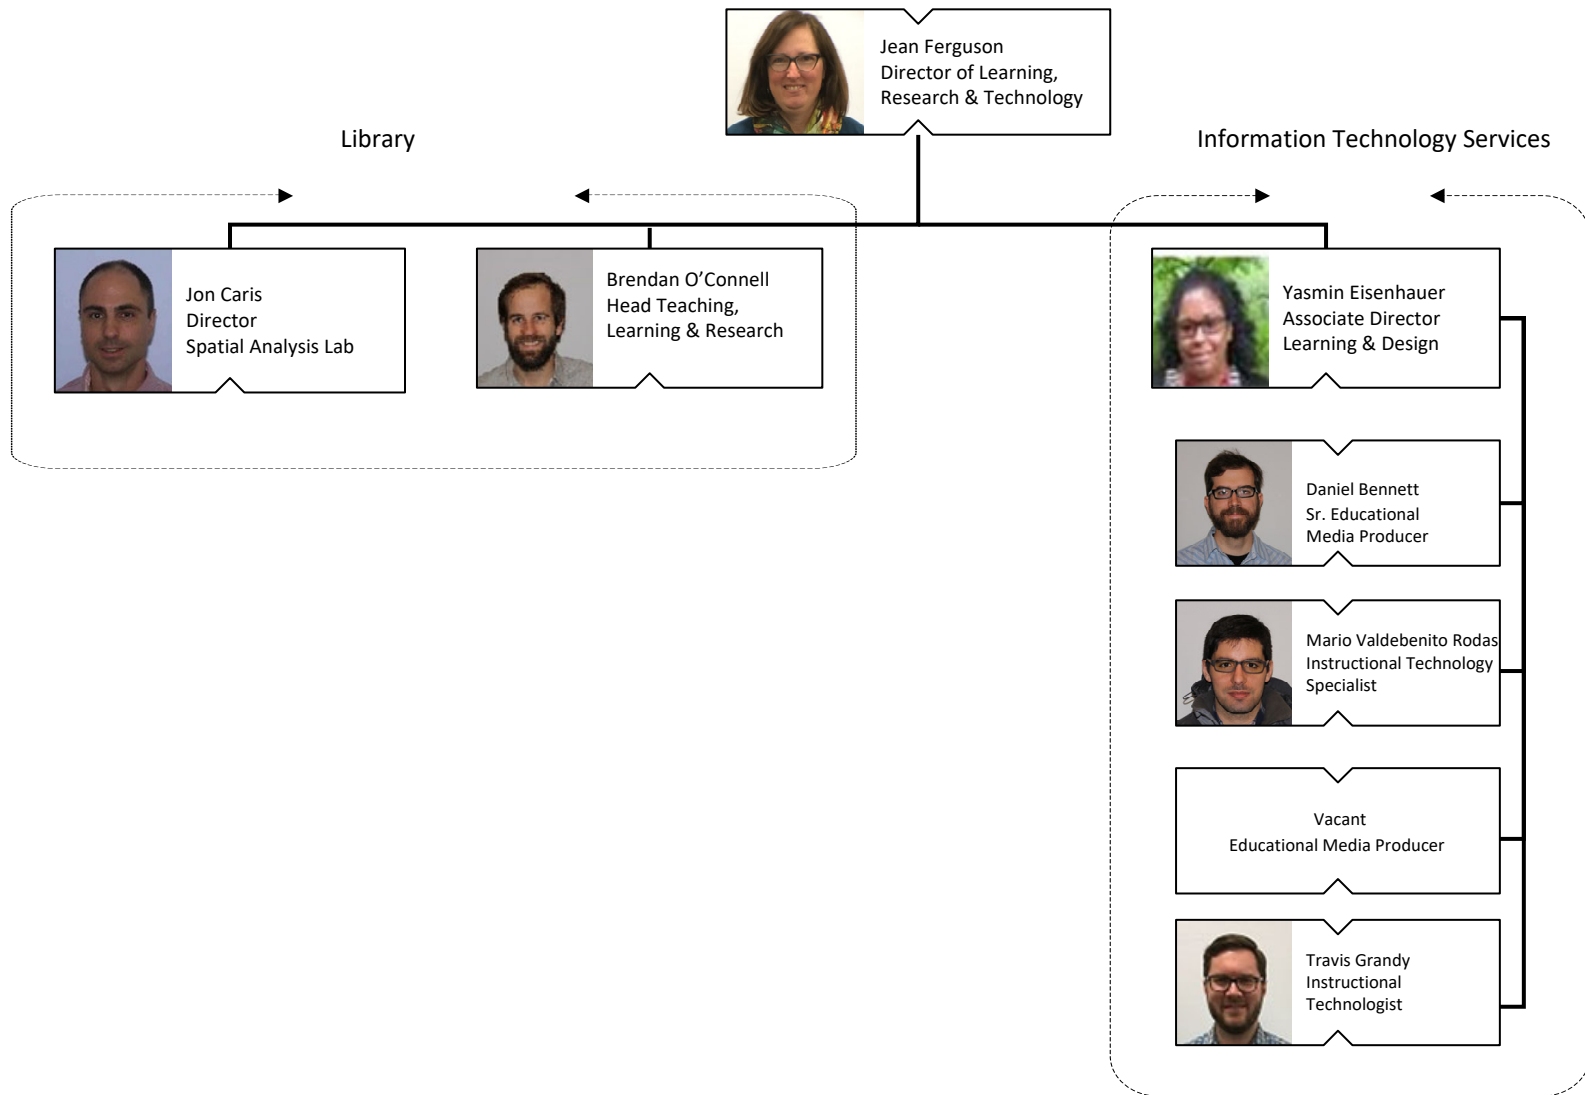 Jean Ferguson
Director of Learning,
Research & Technology
Library
Information Technology Services
Jon Caris
Director
Spatial Analysis Lab
Brendan O’Connell
Head Teaching,
Learning & Research
Yasmin Eisenhauer
Associate Director
Learning & Design
Daniel Bennett
Sr. Educational
Media Producer
Mario Valdebenito Rodas
Instructional Technology
Specialist
Vacant
Educational Media Producer
Travis Grandy
Instructional
Technologist